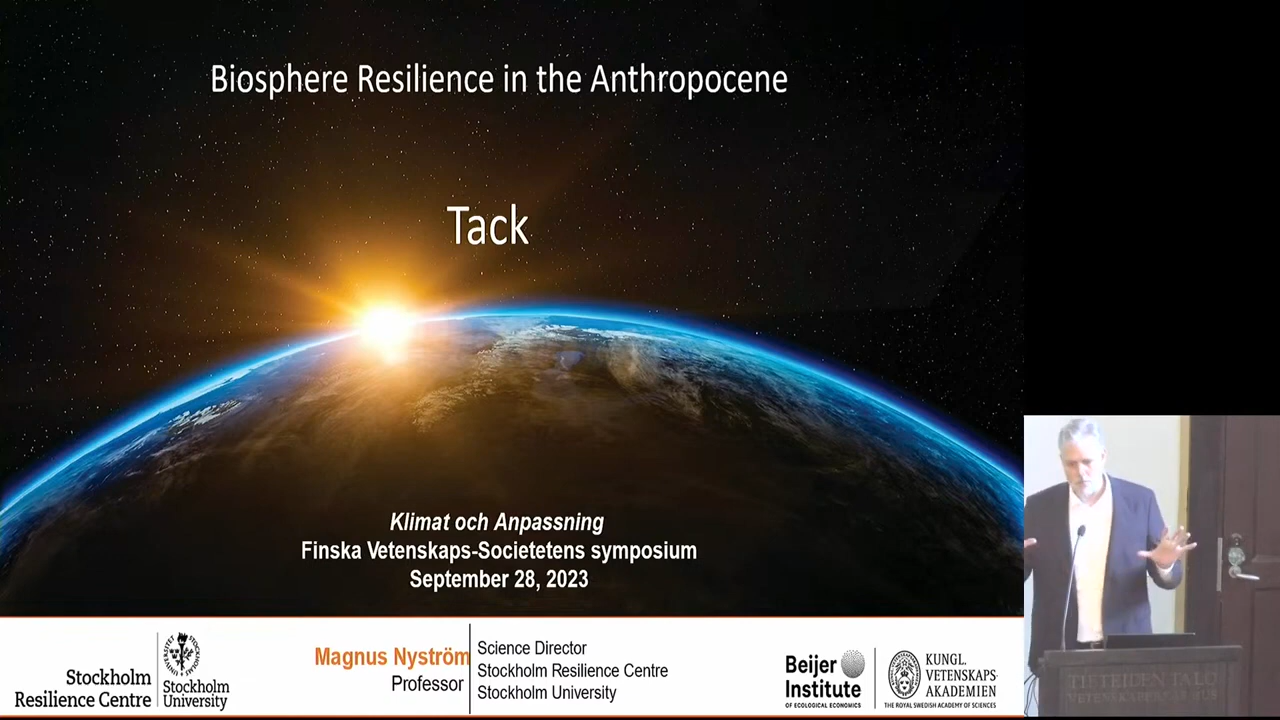 Biosphere Resilience in the Anthropocene
Tack
Klimat och Anpassning
Finska Vetenskaps-Societetens symposium
September 28, 2023
Stockholm
Resilience Centre
Stockholm
University
Magnus Nyström
Professor
Science Director
Stockholm Resilience Centre
Stockholm University
Beijer
Institute
OF ECOLOGICAL ECONOMICS
KUNGL.
VETENSKAPS-
AKADEMIEN
THE ROYAL SWEDISH ACADEMY OF SCIENCES
TIETEIDEN TALO